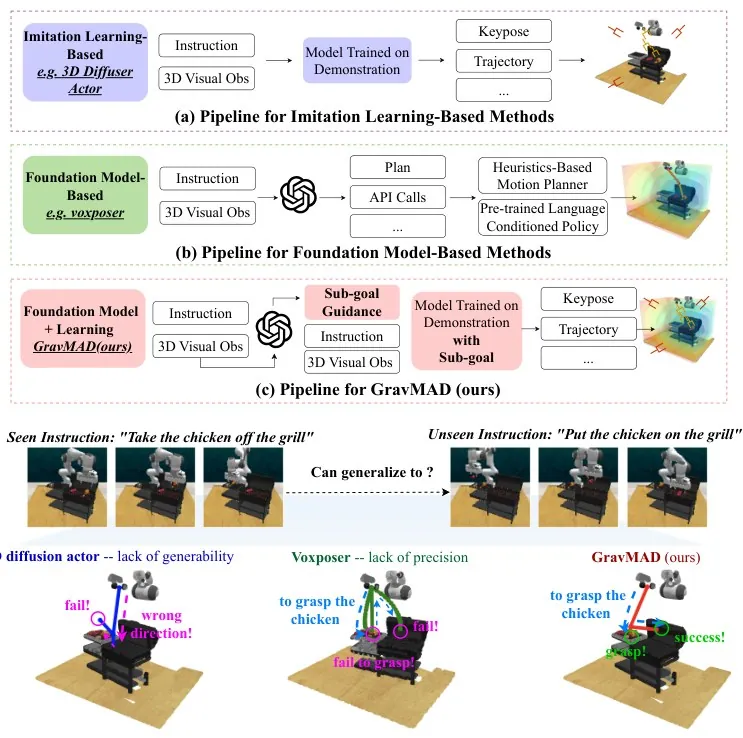 Imitation Learning-
Based
e.g. 3D Diffuser
Actor
Instruction
3D Visual Obs
Model Trained on
Demonstration
Keypose
Trajectory
...
(a) Pipeline for Imitation Learning-Based Methods
Foundation Model-
Based
e.g. voxposer
Instruction
3D Visual Obs
Plan
API Calls
...
Heuristics-Based
Motion Planner
Pre-trained Language
Conditioned Policy
(b) Pipeline for Foundation Model-Based Methods
Foundation Model
+ Learning
GravMAD(ours)
Instruction
3D Visual Obs
Sub-goal
Guidance
Instruction
3D Visual Obs
Model Trained on
Demonstration
with
Sub-goal
Keypose
Trajectory
...
(c) Pipeline for GravMAD (ours)
Seen Instruction: "Take the chicken off the grill"
Unseen Instruction: "Put the chicken on the grill"
Can generalize to ?
diffusion actor -- lack of generability
fail!
wrong
direction!
Voxposer -- lack of precision
to grasp the
chicken
fail!
fail to grasp!
GravMAD (ours)
to grasp the
chicken
grasp!
success!